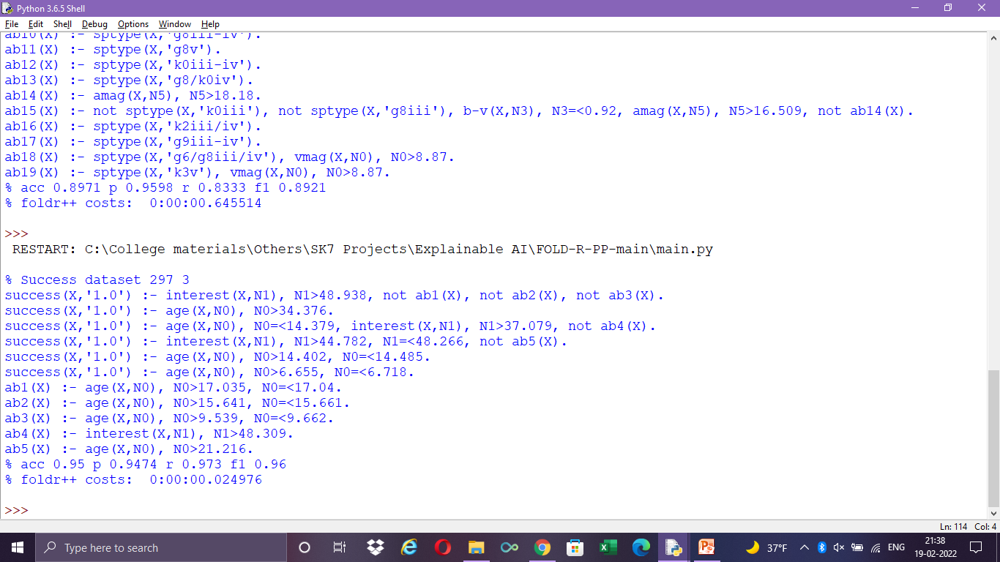 Python 3.6.5 Shell
File Edit Shell Debug Options Window Help
ab10(X) :- sptype(X,'g8iii-iv').
ab11(X) :- sptype(X,'g8v').
ab12(X) :- sptype(X,'k0iii-iv').
ab13(X) :- sptype(X,'g8/k0iv').
ab14(X) :- amag(X,N5), N5>18.18.
ab15(X) :- not sptype(X,'k0iii'), not sptype(X,'g8iii'), b-v(X,N3), N3=<0.92, amag(X,N5), N5>16.509, not ab14(X).
ab16(X) :- sptype(X,'k2iii/iv').
ab17(X) :- sptype(X,'g9iii-iv').
ab18(X) :- sptype(X,'g6/g8iii/iv'), vmag(X,N0), N0>8.87.
ab19(X) :- sptype(X,'k3v'), vmag(X,N0), N0>8.87.
% acc 0.8971 p 0.9598 r 0.8333 f1 0.8921
% foldr++ costs:  0:00:00.645514
>>>
RESTART: C:\College materials\Others\SK7 Projects\Explainable AI\FOLD-R-PP-main\main.py
% Success dataset 297 3
success(X,'1.0') :- interest(X,N1), N1>48.938, not ab1(X), not ab2(X), not ab3(X).
success(X,'1.0') :- age(X,N0), N0>34.376.
success(X,'1.0') :- age(X,N0), N0=<14.379, interest(X,N1), N1>37.079, not ab4(X).
success(X,'1.0') :- interest(X,N1), N1>44.782, N1=<48.266, not ab5(X).
success(X,'1.0') :- age(X,N0), N0>14.402, N0=<14.485.
success(X,'1.0') :- age(X,N0), N0>6.655, N0=<6.718.
ab1(X) :- age(X,N0), N0>17.035, N0=<17.04.
ab2(X) :- age(X,N0), N0>15.641, N0=<15.661.
ab3(X) :- age(X,N0), N0>9.539, N0=<9.662.
ab4(X) :- interest(X,N1), N1>48.309.
ab5(X) :- age(X,N0), N0>21.216.
% acc 0.95 p 0.9474 r 0.973 f1 0.96
% foldr++ costs:  0:00:00.024976
>>>
Ln: 114 Col: 4
Type here to search
37°F
ENG
21:38
19-02-2022